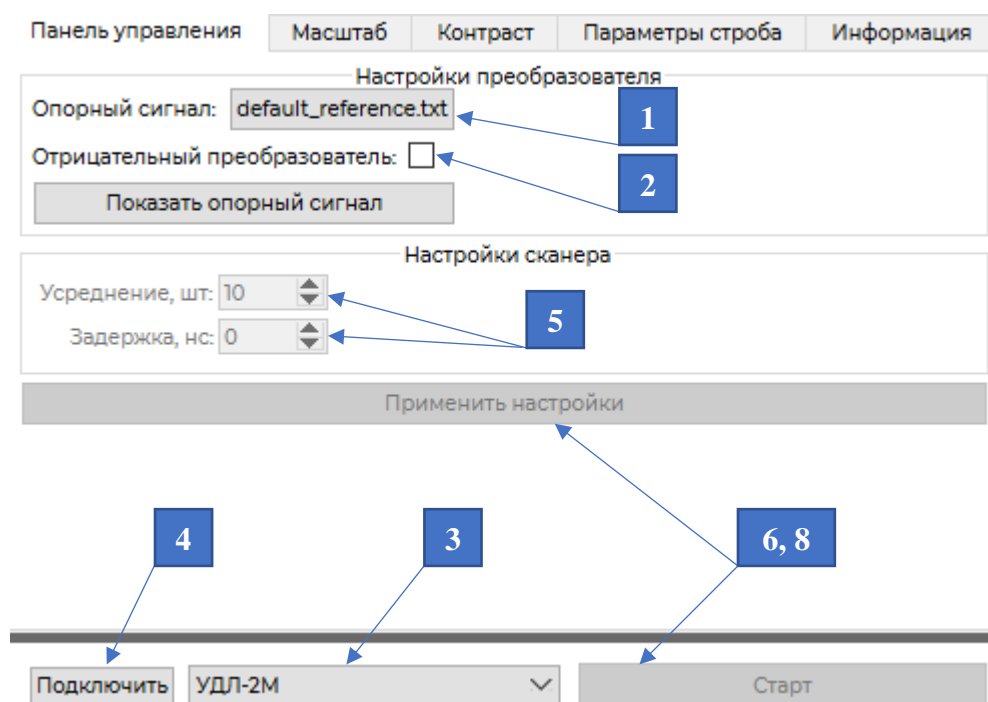 Панель управления Масштаб Контраст Параметры строба Информация
Настройки преобразователя
Опорный сигнал: default_reference.txt
1
Отрицательный преобразователь:
2
Показать опорный сигнал
Настройки сканера
Усреднение, шт: 10
5
Задержка, нс: 0
Применить настройки
4 3 6, 8
Подключить УДЛ-2М Старт